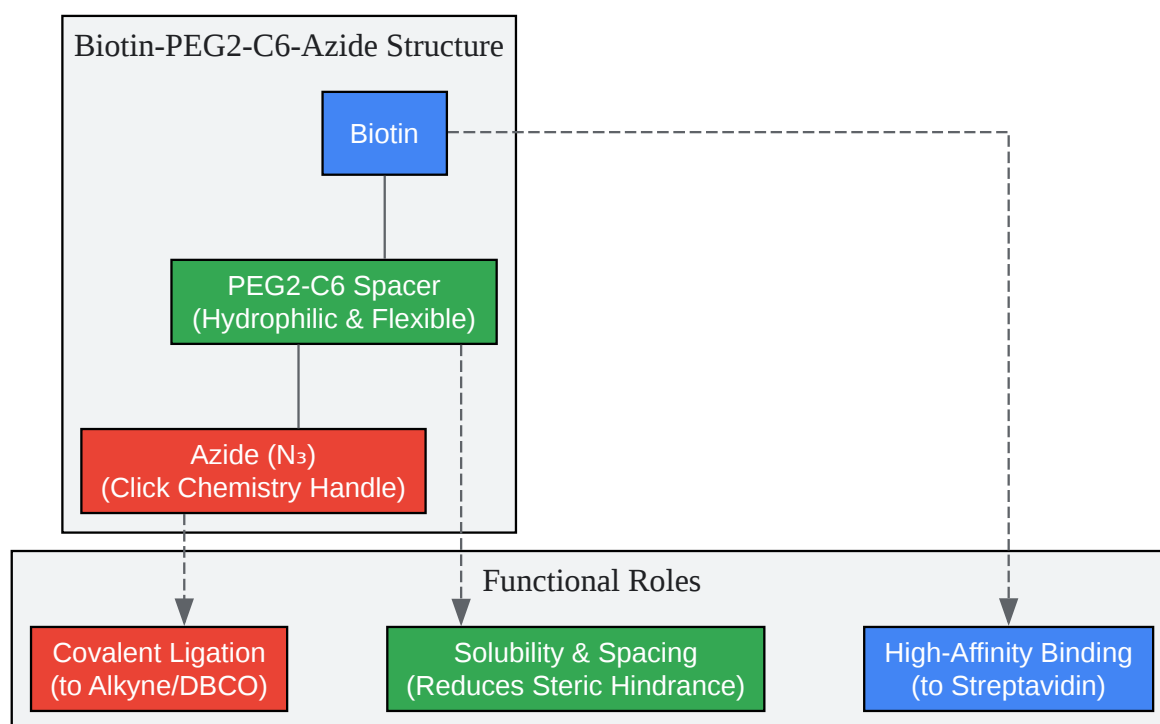 Biotin-PEG2-C6-Azide Structure
Biotin
PEG2-C6 Spacer
(Hydrophilic & Flexible)
Azide (N₃)
(Click Chemistry Handle)
Functional Roles
Covalent Ligation
(to Alkyne/DBCO)
Solubility & Spacing
(Reduces Steric Hindrance)
High-Affinity Binding
(to Streptavidin)